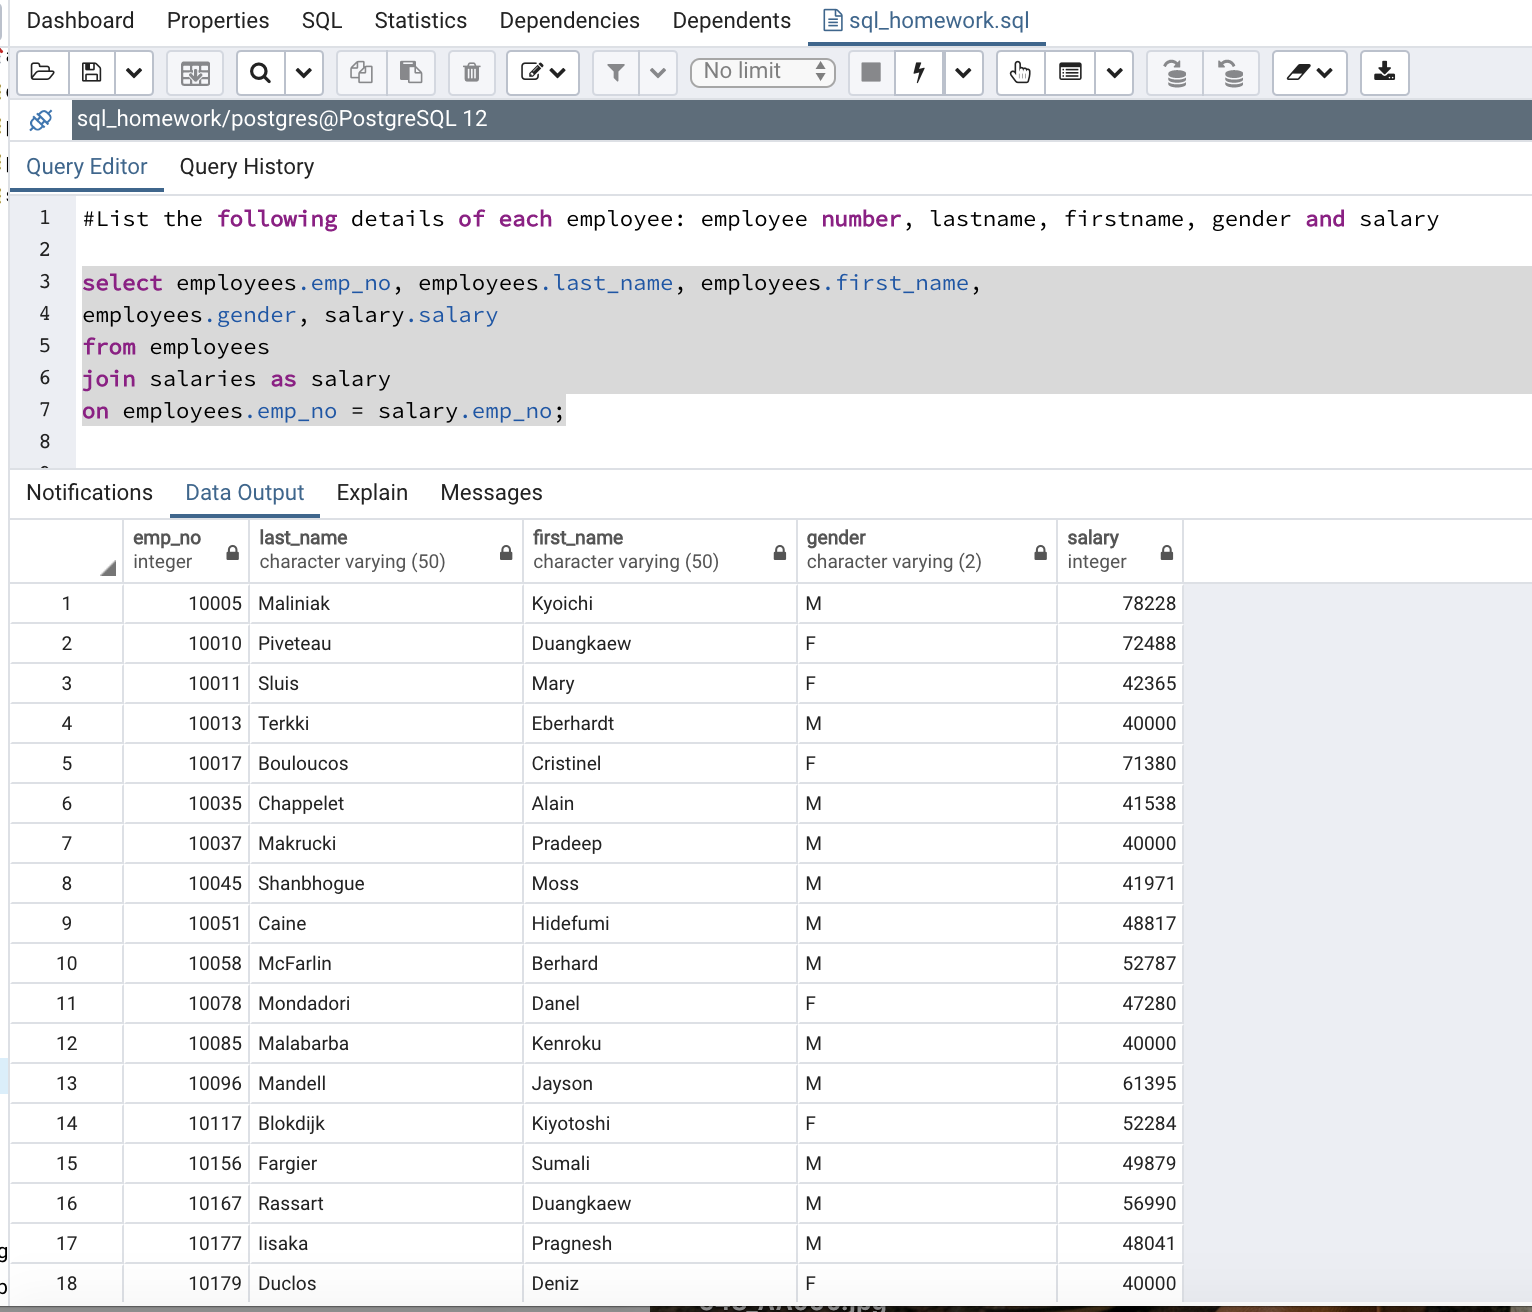 Dashboard Properties SQL Statistics Dependencies Dependents sql_homework.sql
No limit
sql_homework/postgres@PostgreSQL 12
Query Editor Query History
1 #List the following details of each employee: employee number, lastname, firstname, gender and salary
2
3 select employees.emp_no, employees.last_name, employees.first_name,
4 employees.gender, salary.salary
5 from employees
6 join salaries as salary
7 on employees.emp_no = salary.emp_no;
8
Notifications Data Output Explain Messages
emp_no last_name first_name gender salary
integer character varying (50) character varying (50) character varying (2) integer
1 10005 Maliniak Kyoichi M 78228
2 10010 Piveteau Duangkaew F 72488
3 10011 Sluis Mary F 42365
4 10013 Terkki Eberhardt M 40000
5 10017 Bouloucos Cristinel F 71380
6 10035 Chappelet Alain M 41538
7 10037 Makrucki Pradeep M 40000
8 10045 Shanbhogue Moss M 41971
9 10051 Caine Hidefumi M 48817
10 10058 McFarlin Berhard M 52787
11 10078 Mondadori Danel F 47280
12 10085 Malabarba Kenroku M 40000
13 10096 Mandell Jayson M 61395
14 10117 Blokdijk Kiyotoshi F 52284
15 10156 Fargier Sumali M 49879
16 10167 Rassart Duangkaew M 56990
17 10177 Iisaka Pragnesh M 48041
18 10179 Duclos Deniz F 40000